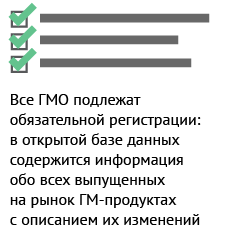 Все ГМО подлежат
обязательной регистрации:
в открытой базе данных
содержится информация
обо всех выпущенных
на рынок ГМ-продуктах
с описанием их изменений